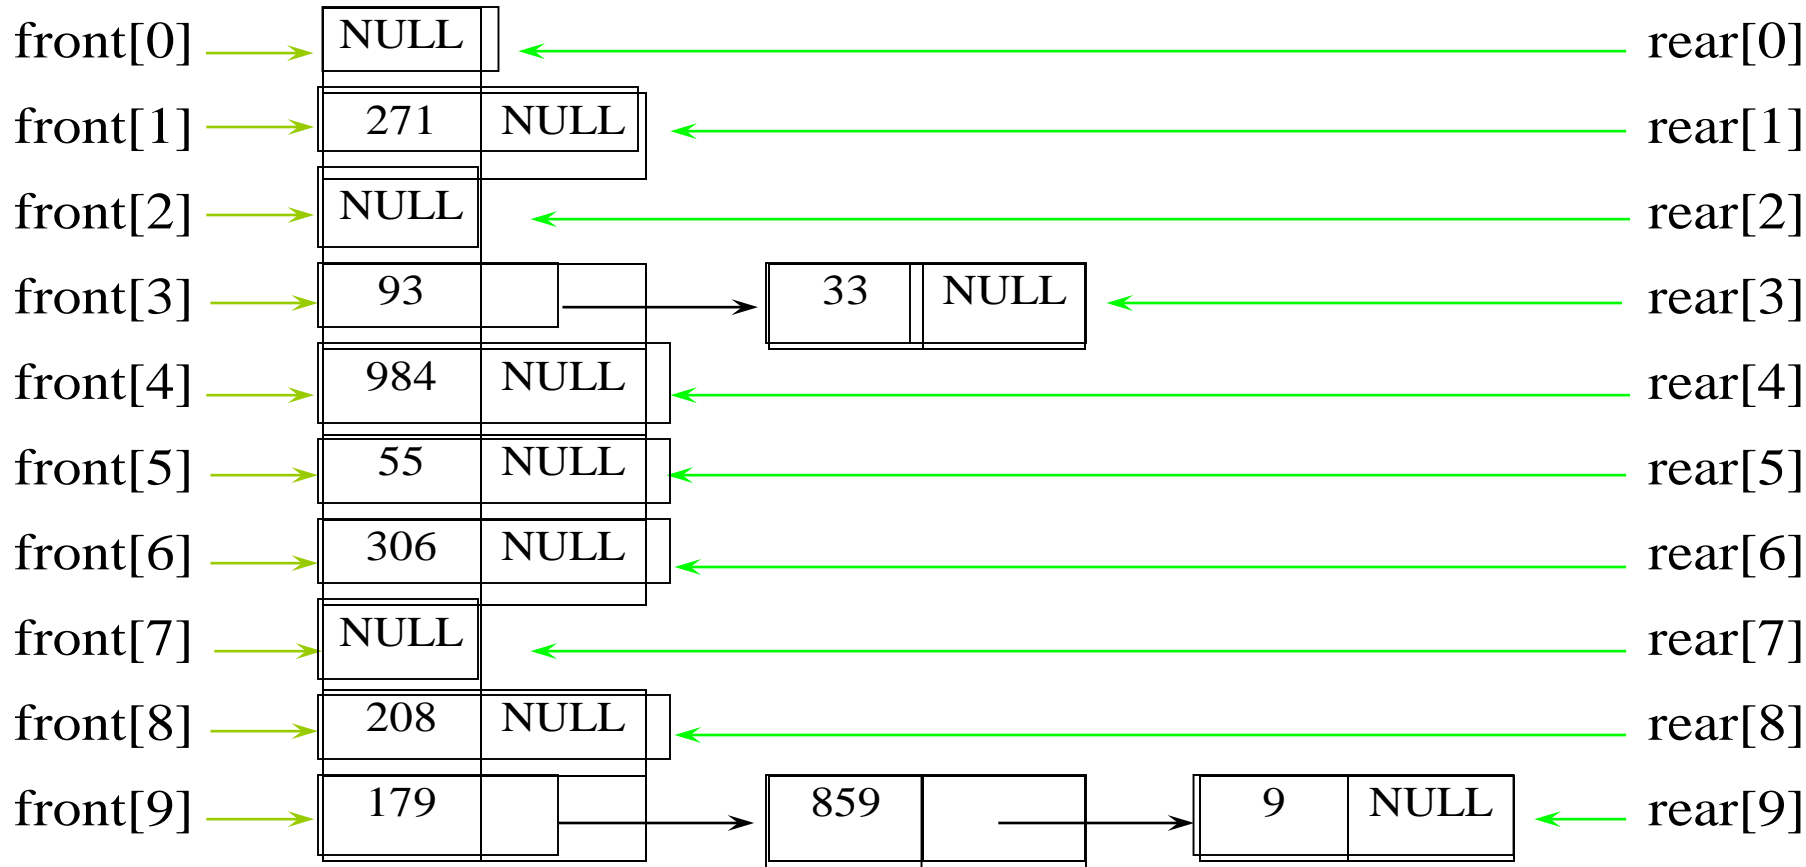 front[0] NULL rear[0]
front[1] 271 NULL rear[1]
front[2] NULL rear[2]
front[3] 93 33 NULL rear[3]
front[4] 984 NULL rear[4]
front[5] 55 NULL rear[5]
front[6] 306 NULL rear[6]
front[7] NULL rear[7]
front[8] 208 NULL rear[8]
front[9] 179 859 9 NULL rear[9]